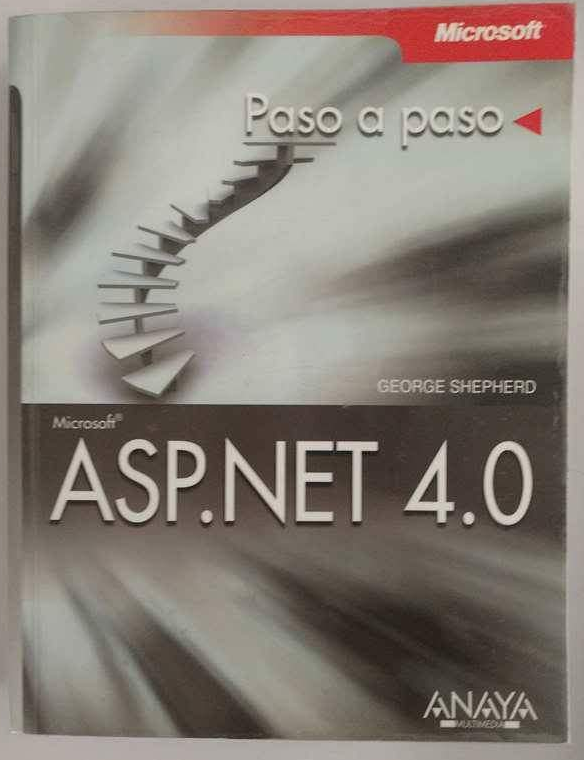 Microsoft
Paso a paso
GEORGE SHEPHERD
Microsoft®
ASP.NET 4.0
ANAYA
MULTIMEDIA